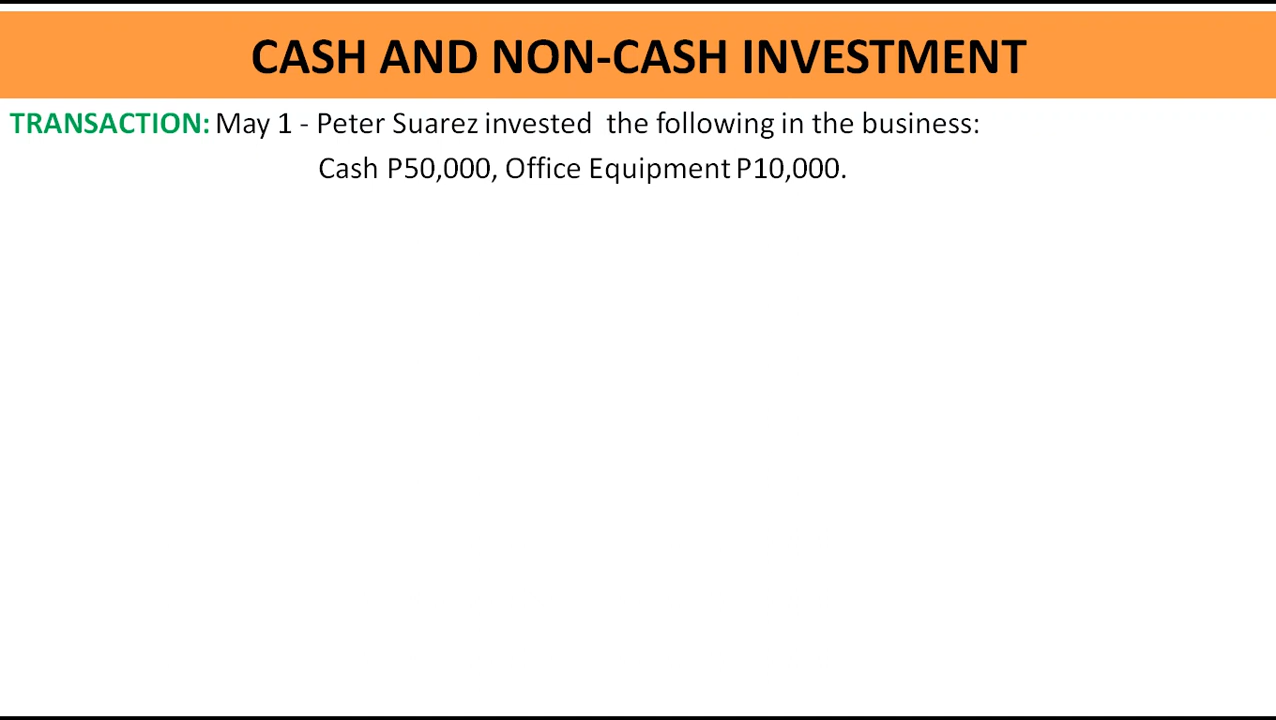 CASH AND NON-CASH INVESTMENT
TRANSACTION: May 1 - Peter Suarez invested the following in the business:
Cash P50,000, Office Equipment P10,000.